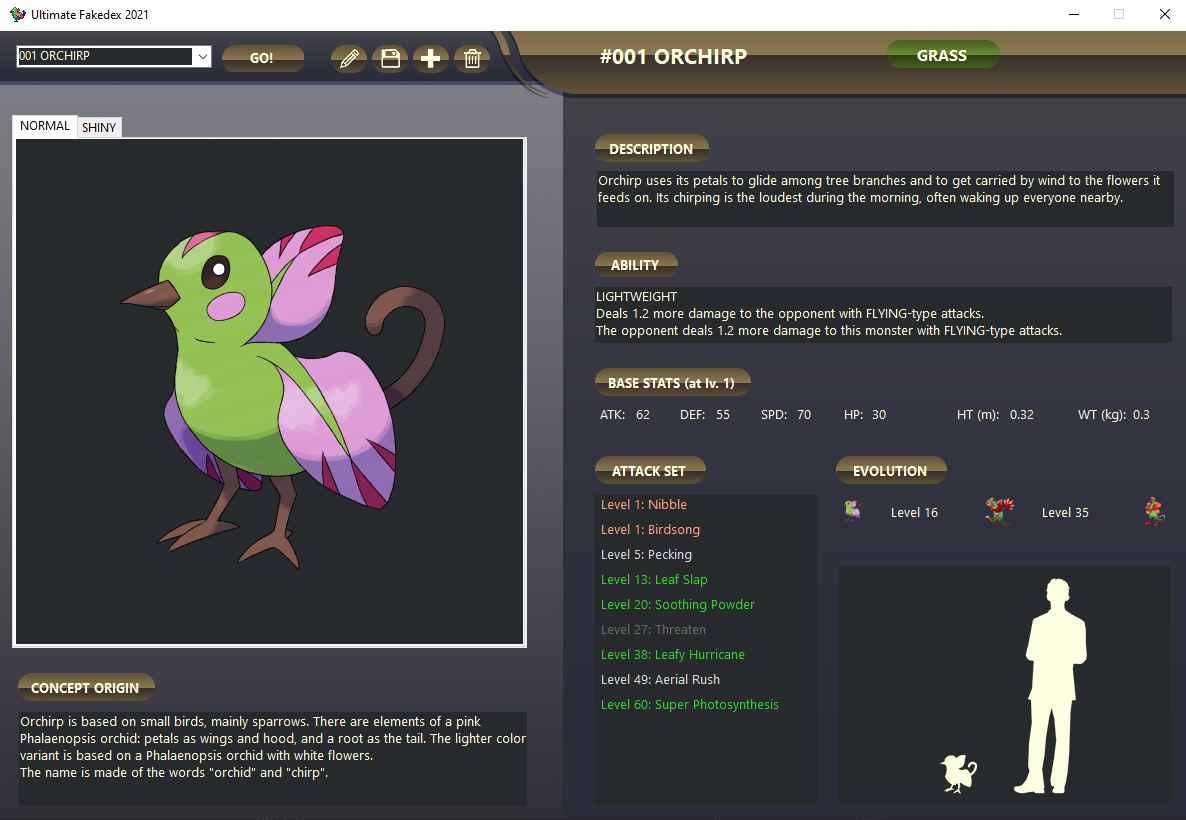 Ultimate Fakedex 2021
001 ORCHIRP
GO!
#001 ORCHIRP
GRASS
NORMAL
SHINY
CONCEPT ORIGIN
Orchirp is based on small birds, mainly sparrows. There are elements of a pink
Phalaenopsis orchid: petals as wings and hood, and a root as the tail. The lighter color
variant is based on a Phalaenopsis orchid with white flowers.
The name is made of the words "orchid" and "chirp".
DESCRIPTION
Orchirp uses its petals to glide among tree branches and to get carried by wind to the flowers it
feeds on. Its chirping is the loudest during the morning, often waking up everyone nearby.
ABILITY
LIGHTWEIGHT
Deals 1.2 more damage to the opponent with FLYING-type attacks.
The opponent deals 1.2 more damage to this monster with FLYING-type attacks.
BASE STATS (at lv. 1)
ATK: 62 DEF: 55 SPD: 70 HP: 30 HT (m): 0.32 WT (kg): 0.3
ATTACK SET
Level 1: Nibble
Level 1: Birdsong
Level 5: Pecking
Level 13: Leaf Slap
Level 20: Soothing Powder
Level 27: Threaten
Level 38: Leafy Hurricane
Level 49: Aerial Rush
Level 60: Super Photosynthesis
EVOLUTION
Level 16
Level 35